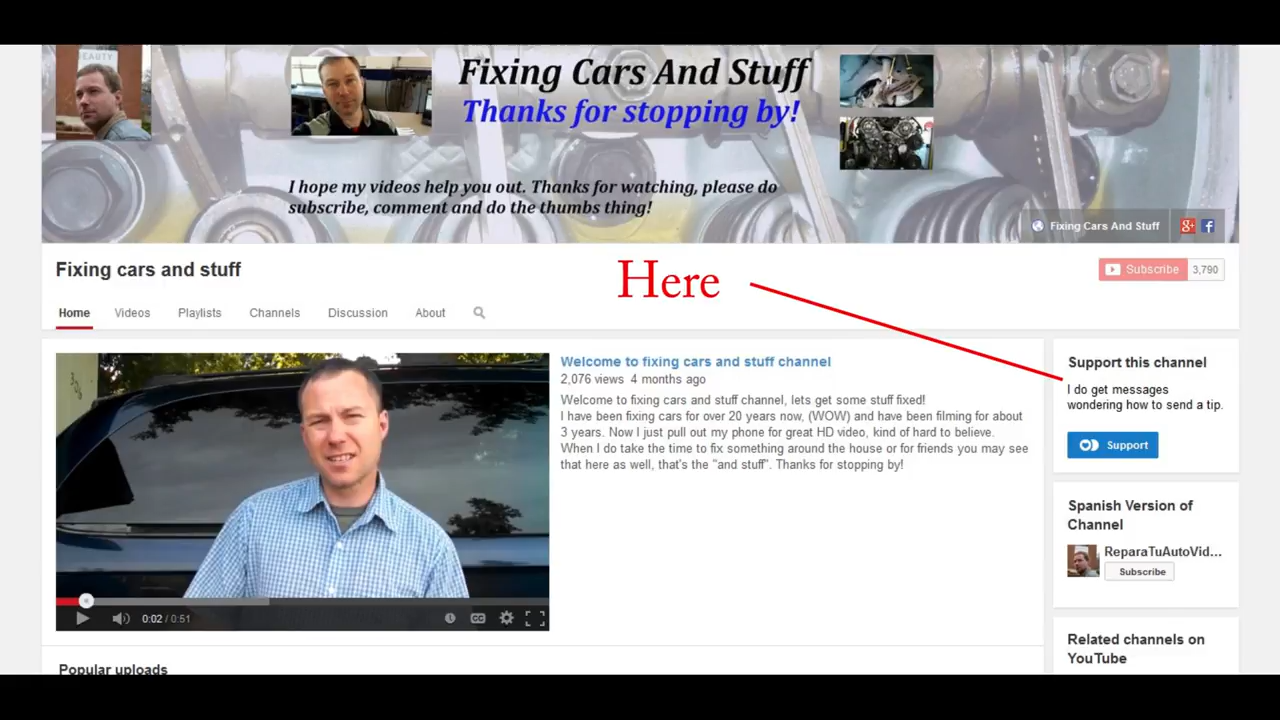 BEAUTY
Fixing Cars And Stuff
Thanks for stopping by!
I hope my videos help you out. Thanks for watching, please do
subscribe, comment and do the thumbs thing!
Fixing Cars And Stuff
Fixing cars and stuff
Subscribe 3,790
Here
Home Videos Playlists Channels Discussion About
Welcome to fixing cars and stuff channel
2,076 views 4 months ago
Welcome to fixing cars and stuff channel, lets get some stuff fixed!
I have been fixing cars for over 20 years now, (WOW) and have been filming for about
3 years. Now I just pull out my phone for great HD video, kind of hard to believe.
When I do take the time to fix something around the house or for friends you may see
that here as well, that's the "and stuff". Thanks for stopping by!
0:02 / 0:51
CC
Support this channel
I do get messages
wondering how to send a tip.
Support
Spanish Version of
Channel
ReparaTuAutoVid...
Subscribe
Related channels on
YouTube
Popular uploads